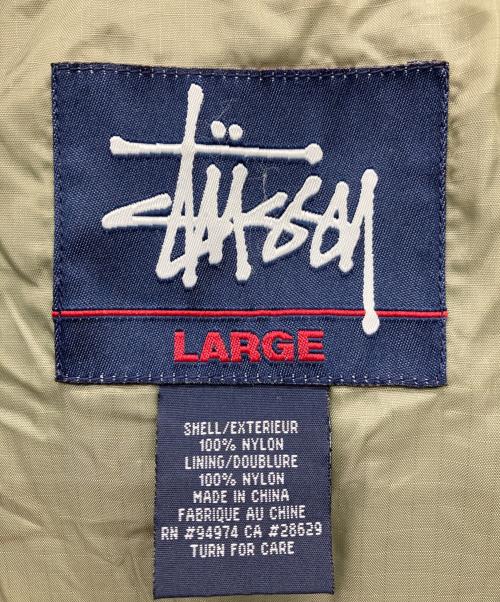 Stüssy
LARGE
SHELL/EXTERIEUR
100% NYLON
LINING/DOUBLURE
100% NYLON
MADE IN CHINA
FABRIQUE AU CHINE
RN #94974 CA #28629
TURN FOR CARE